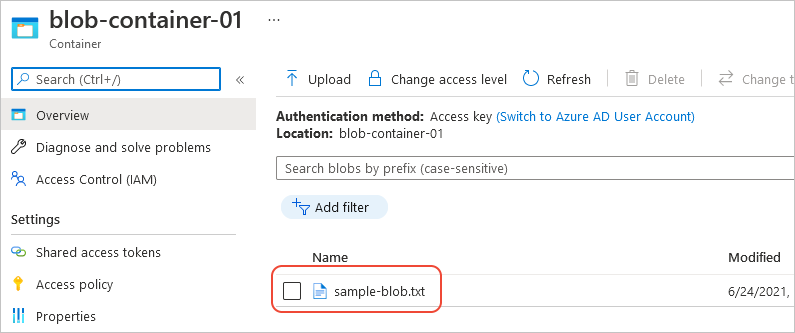 blob-container-01 ...
Container
Search (Ctrl+/) «
Overview
Diagnose and solve problems
Access Control (IAM)
Settings
Shared access tokens
Access policy
Properties
Upload Change access level Refresh Delete Change t
Authentication method: Access key (Switch to Azure AD User Account)
Location: blob-container-01
Search blobs by prefix (case-sensitive)
Add filter
Name Modified
sample-blob.txt 6/24/2021,